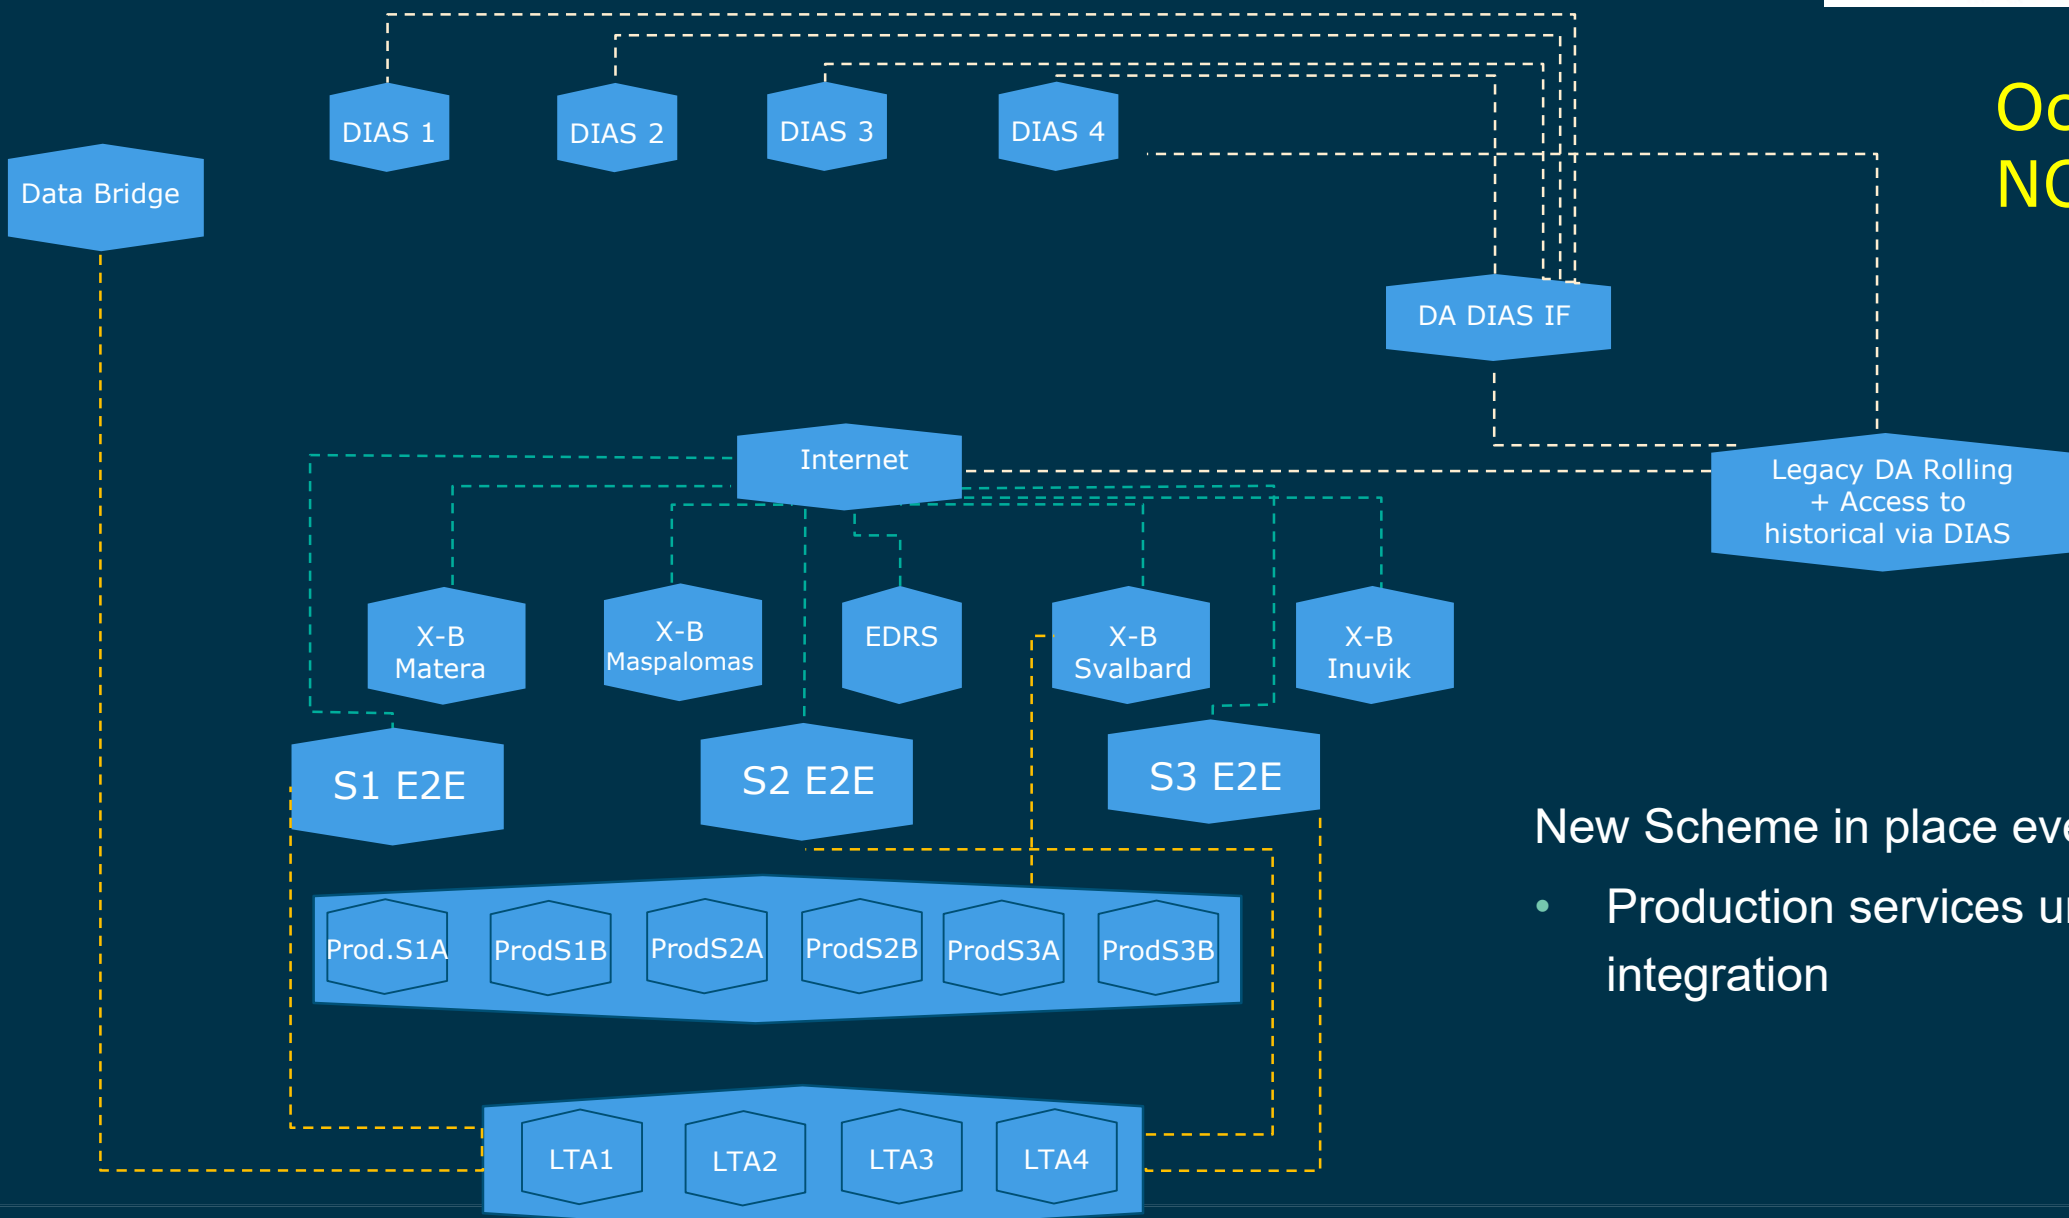 DIAS 1
DIAS 2
DIAS 3
DIAS 4
Data Bridge
DA DIAS IF
Internet
Legacy DA Rolling
+ Access to
historical via DIAS
X-B
Matera
X-B
Maspalomas
EDRS
X-B
Svalbard
X-B
Inuvik
S1 E2E
S2 E2E
S3 E2E
New Scheme in place
• Production services
integration
Prod.S1A
ProdS1B
ProdS2A
ProdS2B
ProdS3A
ProdS3B
LTA1
LTA2
LTA3
LTA4